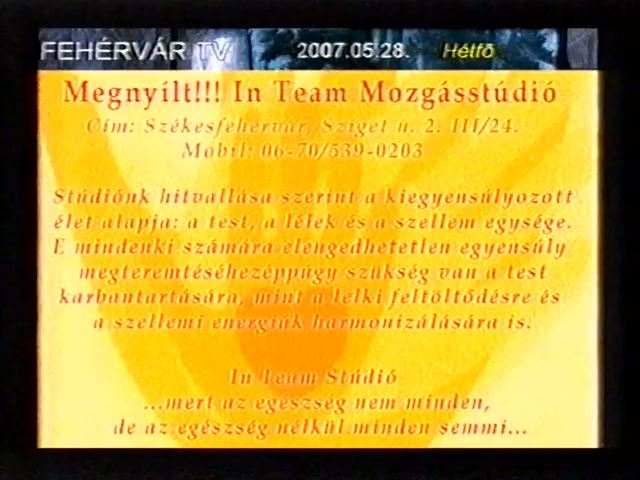 FEHÉRVÁR TV 2007.05.28. Hétfő
Megnyílt!!! In Team Mozgásstúdió
Cím: Székesfehérvár, Sziget u. 2. III/24.
Mobil: 06-70/539-0203
Stúdiónk hitvallása szerint a kiegyensúlyozott
élet alapja: a test, a lélek és a szellem egysége.
E mindenki számára elengedhetetlen egyensúly
megteremtéséhezéppúgy szükség van a test
karbantartására, mint a lelki feltöltődésre és
a szellemi energiák harmonizálására is.
In Team Stúdió
...mert az egészség nem minden,
de az egészség nélkül minden semmi...